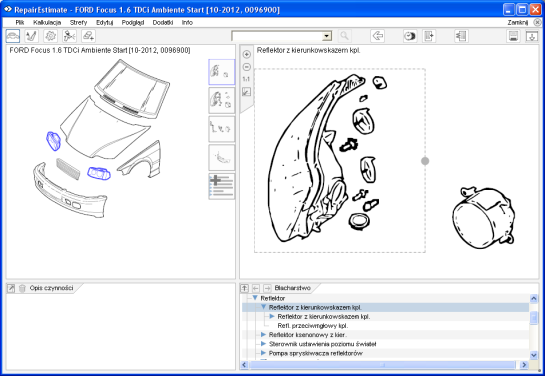 RepairEstimate - FORD Focus 1.6 TDCi Ambiente Start [10-2012, 0096900]
Plik Kalkulacja Strefy Edytuj Podgląd Dodatki Info Zamknij
FORD Focus 1.6 TDCi Ambiente Start [10-2012, 0096900]
Reflektor z kierunkowskazem kpl.
1:1
Opis czynności
Blacharstwo
Reflektor
Reflektor z kierunkowskazem kpl.
Reflektor z kierunkowskazem kpl.
Refl. przeciwmgłowy kpl.
Reflektor ksenonowy z kier.
Sterownik ustawienia poziomu świateł
Pompa spryskiwacza reflektorów